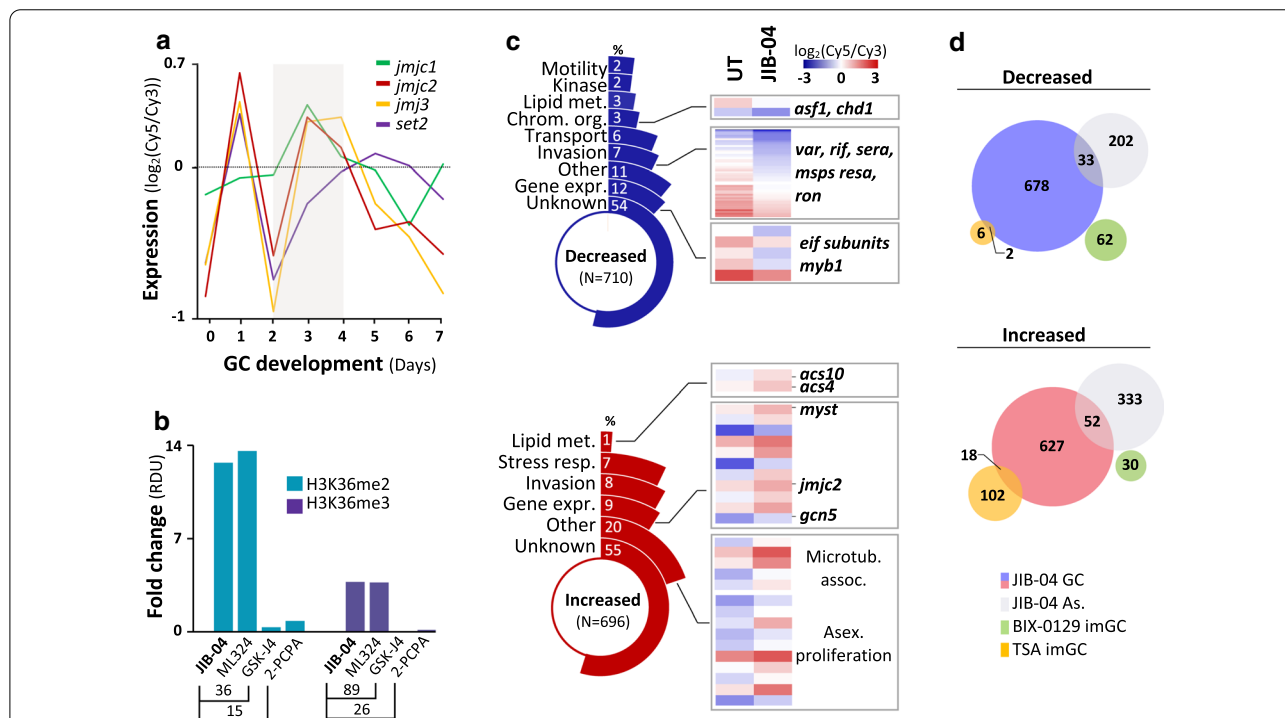 a
0.7
0
-1
Expression (log2(Cy5/Cy3))
jmjc1
jmjc2
jmj3
set2
0 1 2 3 4 5 6 7
GC development (Days)
b
14
7
0
Fold change (RDU)
H3K36me2
H3K36me3
JIB-04 ML324 GSK-J4 2-PCPA
JIB-04 ML324 GSK-J4 2-PCPA
36
15
89
26
c
%
Motility 2
Kinase 2
Lipid met. 3
Chrom. org. 3
Transport 6
Invasion 7
Other 11
Gene expr. 12
Unknown 54
Decreased
(N=710)
UT
JIB-04
log2(Cy5/Cy3)
-3 0 3
asf1, chd1
var, rif, sera,
msps resa,
ron
eif subunits
myb1
%
Lipid met. 1
Stress resp. 7
Invasion 8
Gene expr. 9
Other 20
Unknown 55
Increased
(N=696)
acs10
acs4
myst
jmjc2
gcn5
Microtub.
assoc.
Asex.
proliferation
d
Decreased
678
33
202
6
2
62
Increased
627
52
333
18
102
30
JIB-04 GC
JIB-04 As.
BIX-0129 imGC
TSA imGC